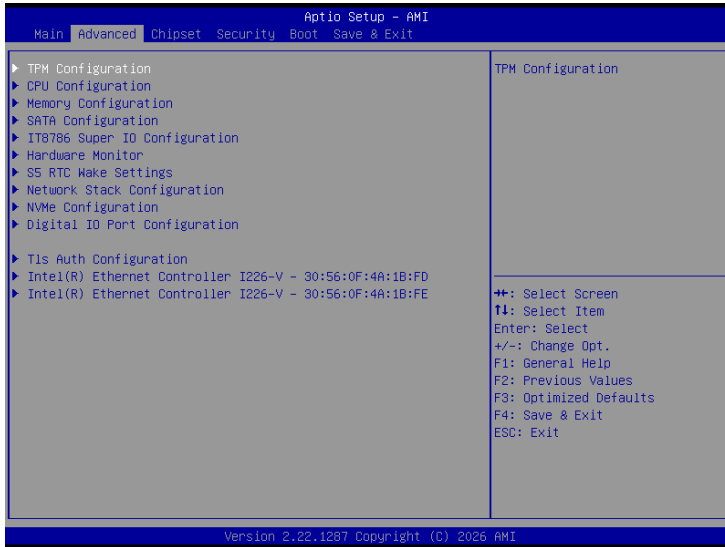 Aptio Setup - AMI
Main Advanced Chipset Security Boot Save & Exit
TPM Configuration
CPU Configuration
Memory Configuration
SATA Configuration
IT8786 Super IO Configuration
Hardware Monitor
S5 RTC Wake Settings
Network Stack Configuration
NVMe Configuration
Digital IO Port Configuration
Tls Auth Configuration
Intel(R) Ethernet Controller I226-V - 30:56:0F:4A:1B:FD
Intel(R) Ethernet Controller I226-V - 30:56:0F:4A:1B:FE
TPM Configuration
→←: Select Screen
↑↓: Select Item
Enter: Select
+/-: Change Opt.
F1: General Help
F2: Previous Values
F3: Optimized Defaults
F4: Save & Exit
ESC: Exit
Version 2.22.1287 Copyright (C) 2026 AMI